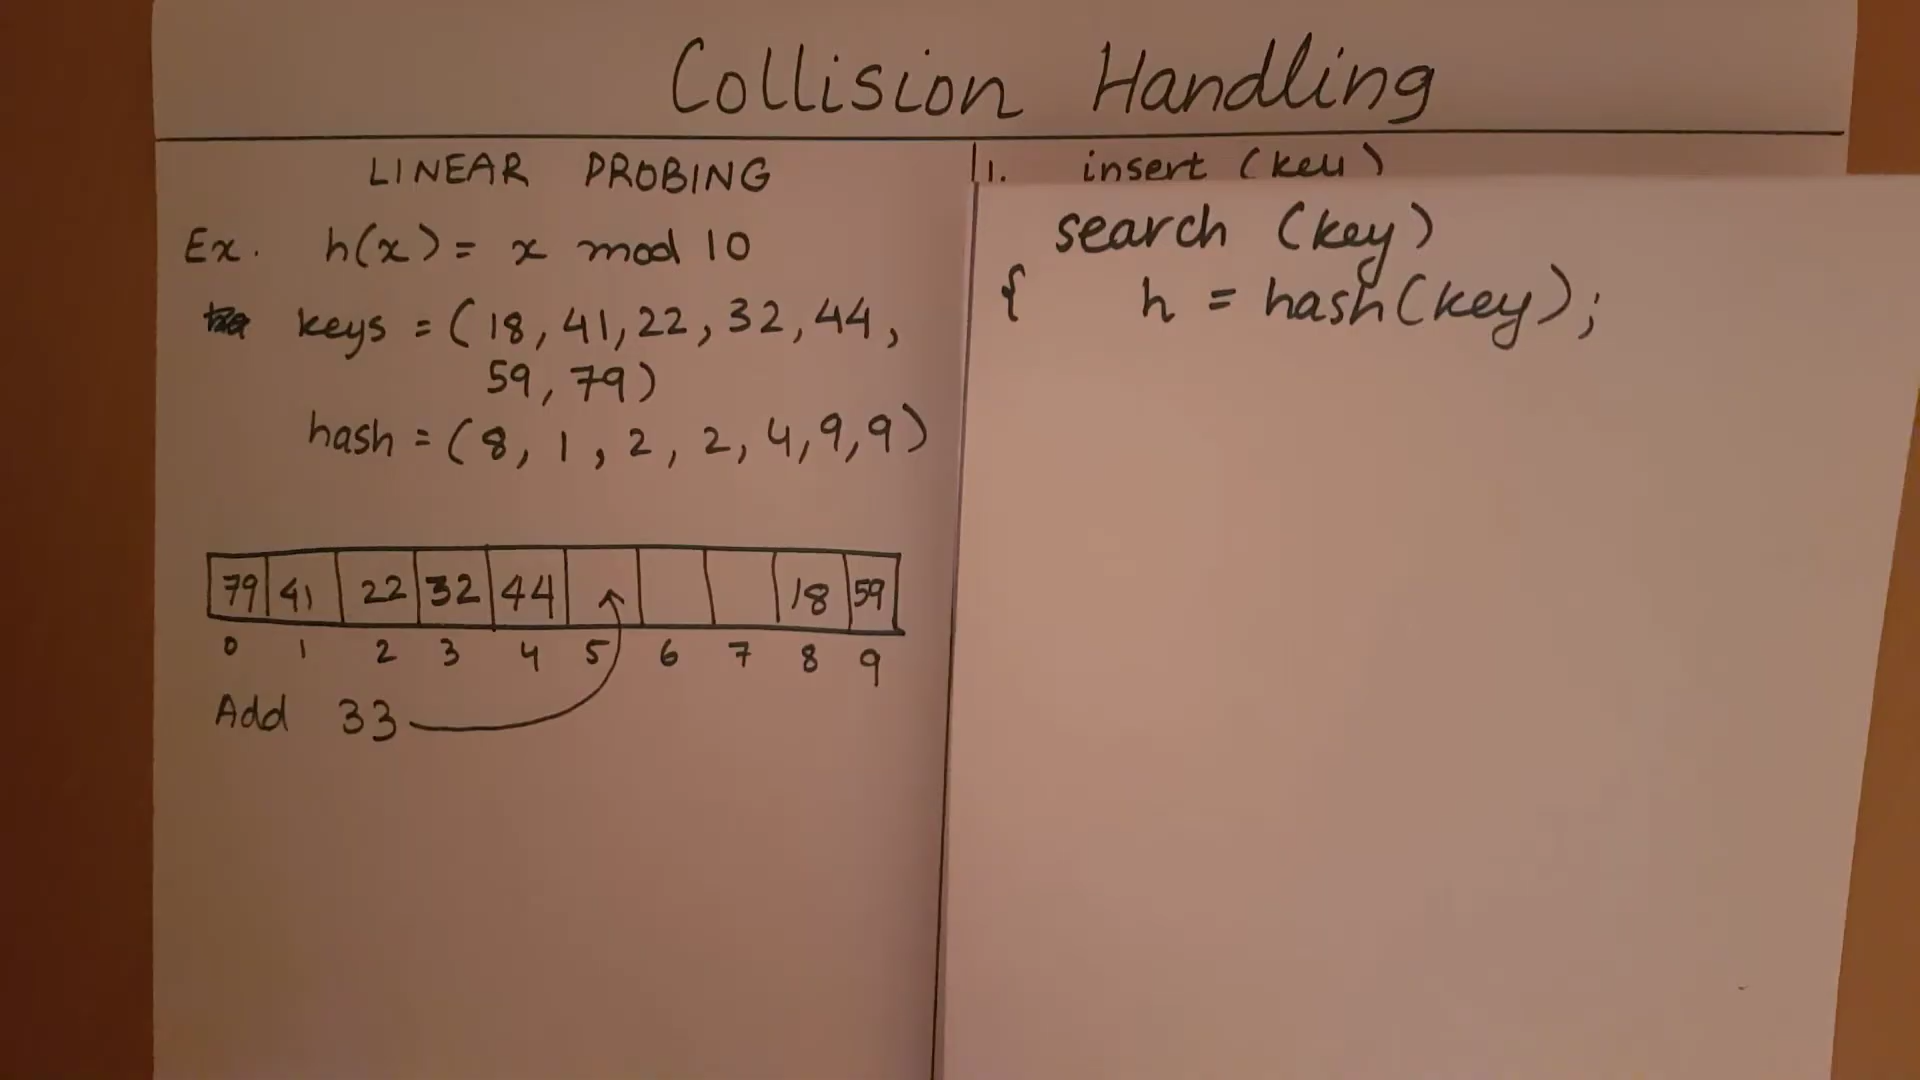 Collision Handling
LINEAR PROBING
Ex. h(x) = x mod 10
keys = (18, 41, 22, 32, 44,
59, 79)
hash = (8, 1, 2, 2, 4, 9, 9)
79 41 22 32 44 18 59
0 1 2 3 4 5 6 7 8 9
Add 33
1. insert (key)
search (key)
{ h = hash(key);